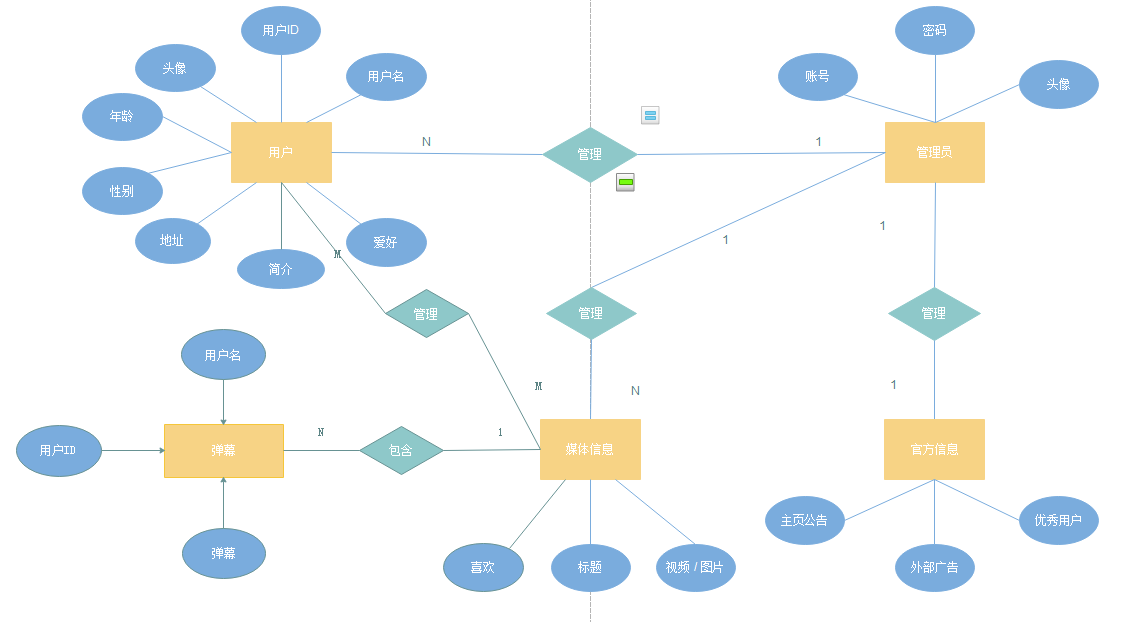 用户ID
密码
头像
用户名
账号
头像
年龄
用户
N
管理
1
管理员
性别
地址
爱好
简介
M
1
1
管理
管理
管理
用户名
M
N
1
用户ID
弹幕
N
包含
1
媒体信息
官方信息
主页公告
优秀用户
弹幕
喜欢
标题
视频 / 图片
外部广告